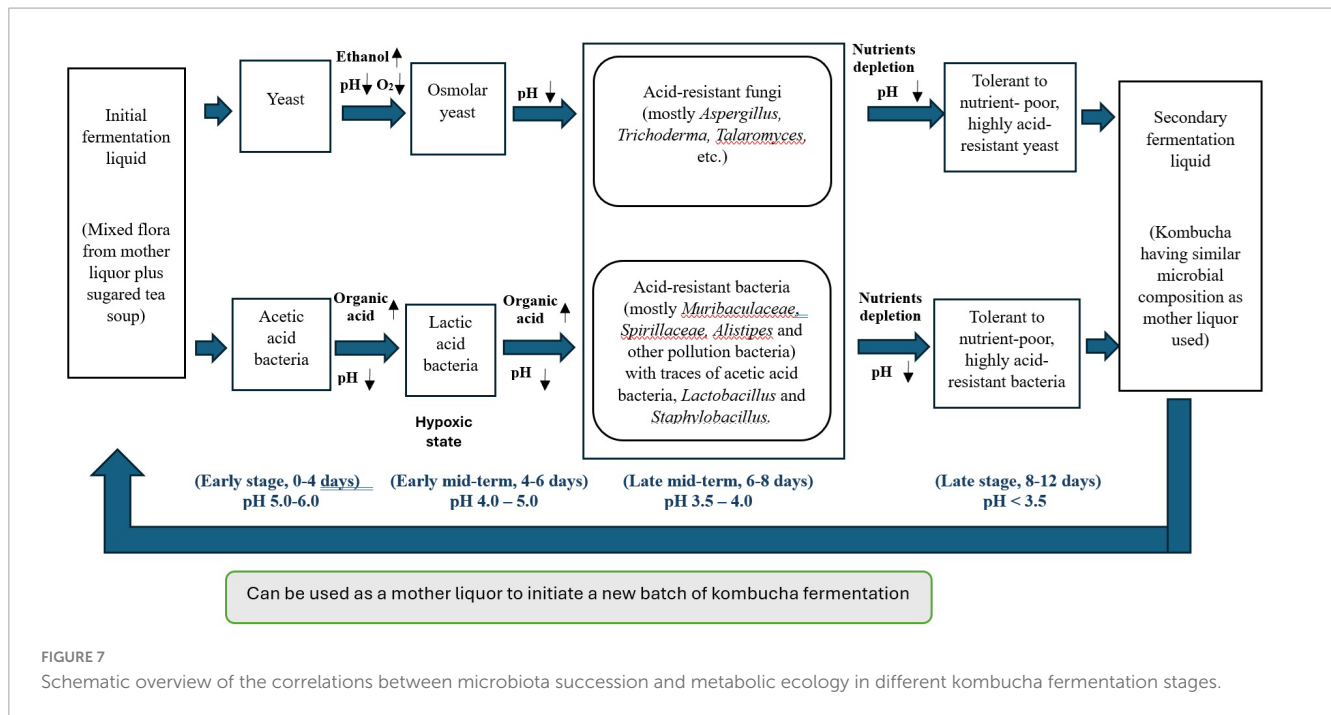 Initial
fermentation
liquid
(Mixed flora
from mother
liquor plus
sugared tea
soup)
Yeast
Ethanol ↑
pH↓ O₂↓
Osmolar
yeast
pH ↓
Acid-resistant fungi
(mostly Aspergillus,
Trichoderma, Talaromyces,
etc.)
Nutrients
depletion
pH ↓
Tolerant to
nutrient- poor,
highly acid-
resistant yeast
Acetic
acid
bacteria
Organic
acid ↑
pH ↓
Lactic
acid
bacteria
Hypoxic
state
Organic
acid ↑
pH ↓
Acid-resistant bacteria
(mostly Muribaculaceae,
Spirillaceae, Alistipes and
other pollution bacteria)
with traces of acetic acid
bacteria, Lactobacillus and
Staphylobacillus.
Nutrients
depletion
pH ↓
Tolerant to
nutrient-poor,
highly acid-
resistant bacteria
Secondary
fermentation
liquid
(Kombucha
having similar
microbial
composition as
mother liquor
used)
(Early stage, 0-4 days)
pH 5.0-6.0
(Early mid-term, 4-6 days)
pH 4.0 – 5.0
(Late mid-term, 6-8 days)
pH 3.5 – 4.0
(Late stage, 8-12 days)
pH < 3.5
Can be used as a mother liquor to initiate a new batch of kombucha fermentation
FIGURE 7
Schematic overview of the correlations between microbiota succession and metabolic ecology in different kombucha fermentation stages.